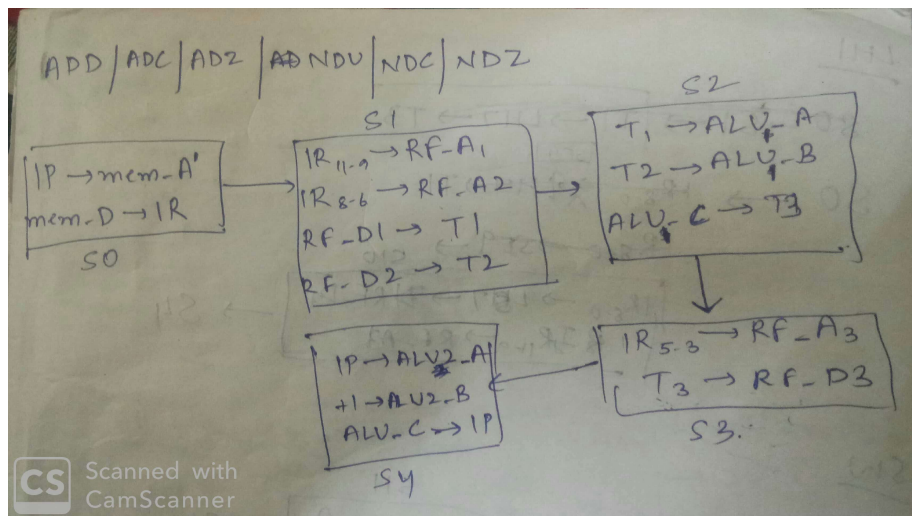 ADD/ADC/ADZ/NDU/NDC/NDZ
S0
IP → mem-A'
mem-D → IR
S1
IR11-9 → RF-A1
IR8-6 → RF-A2
RF-D1 → T1
RF-D2 → T2
S2
T1 → ALU-A
T2 → ALU-B
ALU-C → T3
S3.
IR5-3 → RF-A3
T3 → RF-D3
S4
IP → ALU2-A
+1 → ALU2-B
ALU-C → IP
CS Scanned with
CamScanner